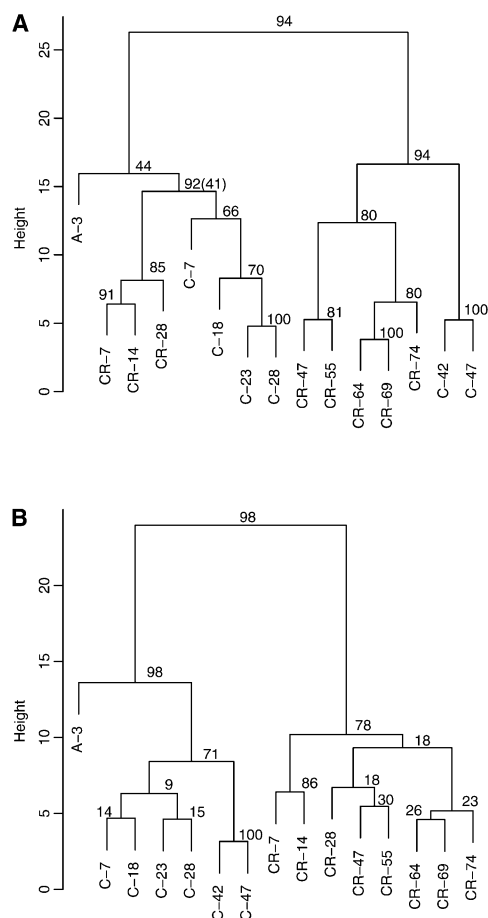 A
94
25
20
44
94
15
92(41)
66
80
Height
A−3
10
85
C−7
70
91
80
5
100
81
100
100
C−18
CR−28
CR−74
CR−7
CR−14
C−23
C−28
CR−47
CR−55
C−42
C−47
CR−64
CR−69
0
B
98
20
15
98
Height
A−3
10
78
71
18
9
86
18
5
14
15
30
26
23
100
CR−7
CR−14
CR−28
C−7
C−18
C−23
C−28
CR−47
CR−55
CR−64
CR−69
CR−74
C−42
C−47
0